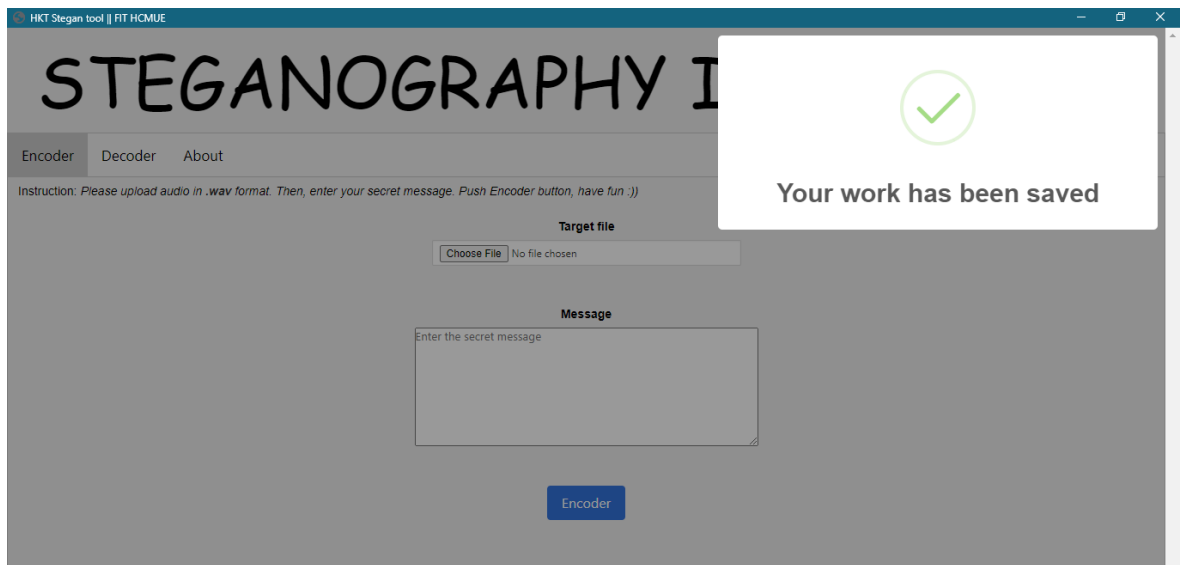 HKT Stegan tool || FIT HCMUE
STEGANOGRAPHY
Your work has been saved
Encoder Decoder About
Instruction: Please upload audio in .wav format. Then, enter your secret message. Push Encoder button, have fun :))
Target file
Choose File No file chosen
Message
Enter the secret message
Encoder